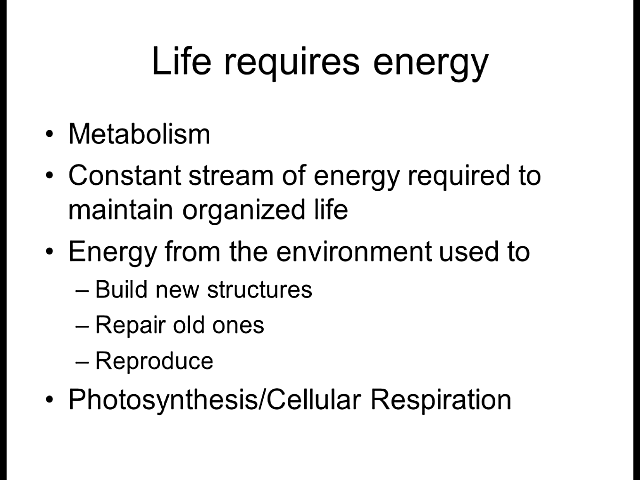 Life requires energy
• Metabolism
• Constant stream of energy required to
maintain organized life
• Energy from the environment used to
– Build new structures
– Repair old ones
– Reproduce
• Photosynthesis/Cellular Respiration